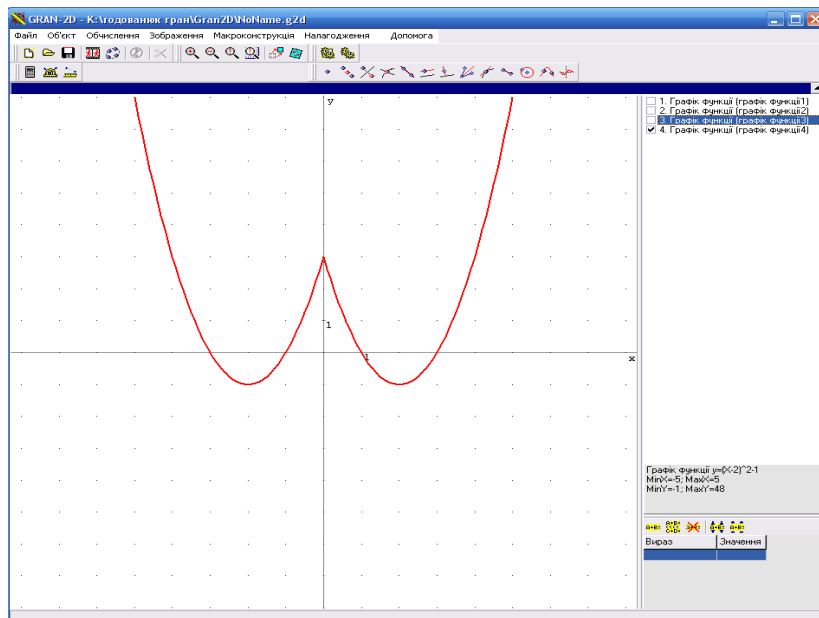 GRAN-2D - K:\годованюк гран\Gran2D\NoName.g2d
Файл Об'єкт Обчислення Зображення Макроконструкція Налагодження Допомога
1. Графік функції (графік функції1)
2. Графік функції (графік функції2)
3. Графік функції (графік функції3)
4. Графік функції (графік функції4)
y
1
1
x
Графік функції y=(X-2)^2-1
MinX=-5; MaxX=5
MinY=-1; MaxY=48
Вираз Значення